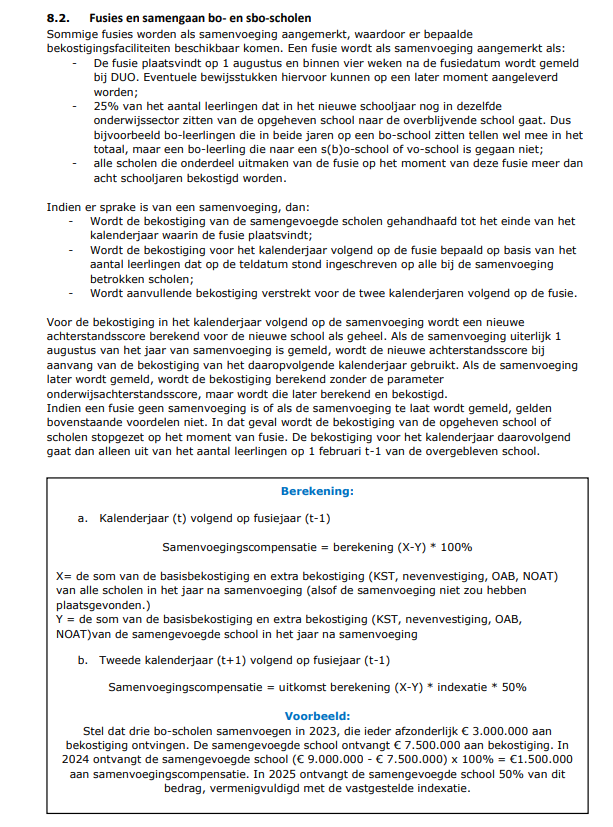 8.2. Fusies en samengaan bo- en sbo-scholen
Sommige fusies worden als samenvoeging aangemerkt, waardoor er bepaalde
bekostigingsfaciliteiten beschikbaar komen. Een fusie wordt als samenvoeging aangemerkt als:
- De fusie plaatsvindt op 1 augustus en binnen vier weken na de fusiedatum wordt gemeld
bij DUO. Eventuele bewijsstukken hiervoor kunnen op een later moment aangeleverd
worden;
- 25% van het aantal leerlingen dat in het nieuwe schooljaar nog in dezelfde
onderwijssector zitten van de opgeheven school naar de overblijvende school gaat. Dus
bijvoorbeeld bo-leerlingen die in beide jaren op een bo-school zitten tellen wel mee in het
totaal, maar een bo-leerling die naar een s(b)o-school of vo-school is gegaan niet;
- alle scholen die onderdeel uitmaken van de fusie op het moment van deze fusie meer dan
acht schooljaren bekostigd worden.
Indien er sprake is van een samenvoeging, dan:
- Wordt de bekostiging van de samengevoegde scholen gehandhaafd tot het einde van het
kalenderjaar waarin de fusie plaatsvindt;
- Wordt de bekostiging voor het kalenderjaar volgend op de fusie bepaald op basis van het
aantal leerlingen dat op de teldatum stond ingeschreven op alle bij de samenvoeging
betrokken scholen;
- Wordt aanvullende bekostiging verstrekt voor de twee kalenderjaren volgend op de fusie.
Voor de bekostiging in het kalenderjaar volgend op de samenvoeging wordt een nieuwe
achterstandsscore berekend voor de nieuwe school als geheel. Als de samenvoeging uiterlijk 1
augustus van het jaar van samenvoeging is gemeld, wordt de nieuwe achterstandsscore bij
aanvang van de bekostiging van het daaropvolgende kalenderjaar gebruikt. Als de samenvoeging
later wordt gemeld, wordt de bekostiging berekend zonder de parameter
onderwijsachterstandsscore, maar wordt die later berekend en bekostigd.
Indien een fusie geen samenvoeging is of als de samenvoeging te laat wordt gemeld, gelden
bovenstaande voordelen niet. In dat geval wordt de bekostiging van de opgeheven school of
scholen stopgezet op het moment van fusie. De bekostiging voor het kalenderjaar daarovolgend
gaat dan alleen uit van het aantal leerlingen op 1 februari t-1 van de overgebleven school.
Berekening:
a. Kalenderjaar (t) volgend op fusiejaar (t-1)
Samenvoegingscompensatie = berekening (X-Y) * 100%
X= de som van de basisbekostiging en extra bekostiging (KST, nevenvestiging, OAB, NOAT)
van alle scholen in het jaar na samenvoeging (alsof de samenvoeging niet zou hebben
plaatsgevonden.)
Y = de som van de basisbekostiging en extra bekostiging (KST, nevenvestiging, OAB,
NOAT)van de samengevoegde school in het jaar na samenvoeging
b. Tweede kalenderjaar (t+1) volgend op fusiejaar (t-1)
Samenvoegingscompensatie = uitkomst berekening (X-Y) * indexatie * 50%
Voorbeeld:
Stel dat drie bo-scholen samenvoegen in 2023, die ieder afzonderlijk € 3.000.000 aan
bekostiging ontvingen. De samengevoegde school ontvangt € 7.500.000 aan bekostiging. In
2024 ontvangt de samengevoegde school (€ 9.000.000 - € 7.500.000) x 100% = €1.500.000
aan samenvoegingscompensatie. In 2025 ontvangt de samengevoegde school 50% van dit
bedrag, vermenigvuldigd met de vastgestelde indexatie.